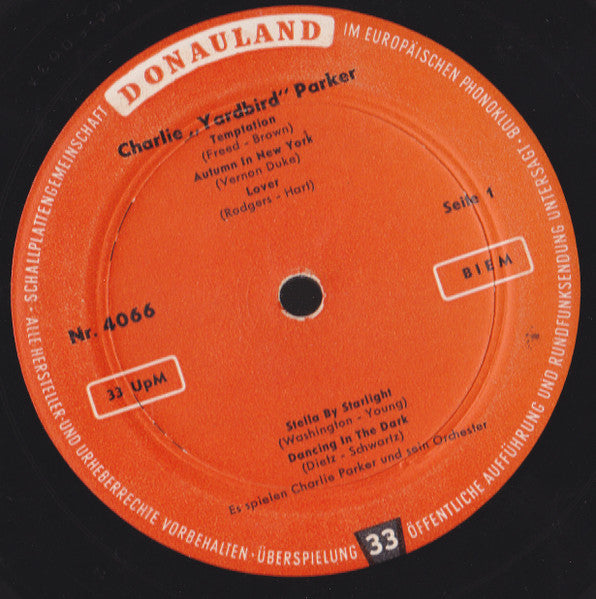 DONAULAND
IM EUROPÄISCHEN PHONOKLUB · ÖFFENTLICHE AUFFÜHRUNG UND RUNDFUNKSENDUNG UNTERSAGT ·
SCHALLPLATTENGEMEINSCHAFT
· ALLE HERSTELLER-UND URHEBERRECHTE VORBEHALTEN · ÜBERSPIELUNG
Charlie „Yardbird" Parker
Temptation
(Freed - Brown)
Autumn In New York
(Vernon Duke)
Lover
(Rodgers - Hart)
Seite 1
BIEM
Nr. 4066
33 UpM
Stella By Starlight
(Washington - Young)
Dancing In The Dark
(Dietz - Schwartz)
Es spielen Charlie Parker und sein Orchester
33